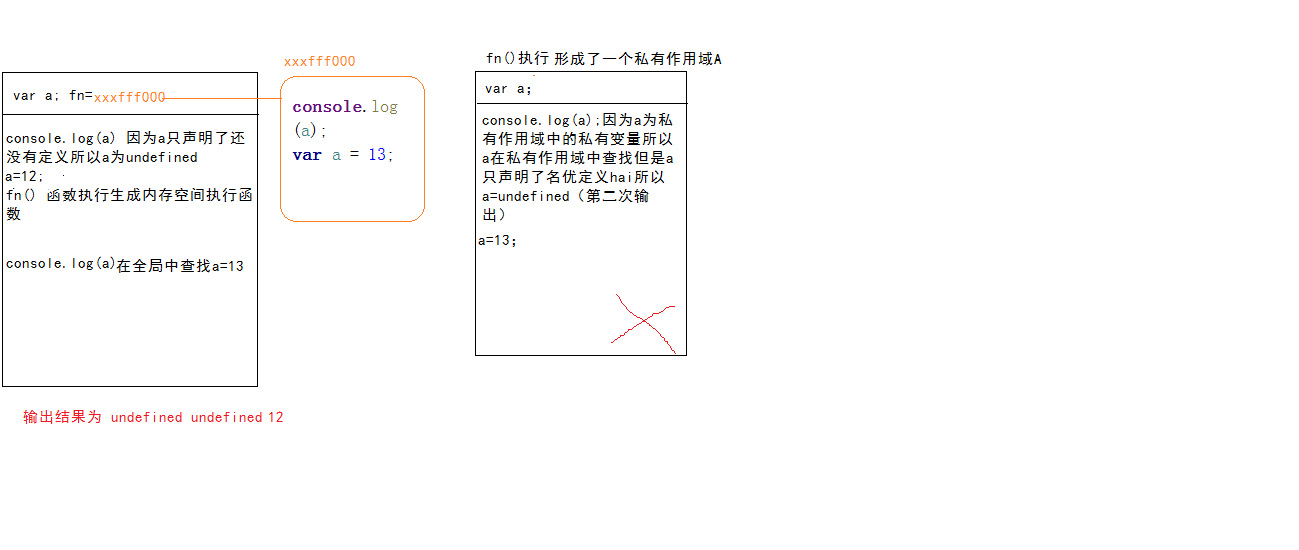 var a; fn=xxxfff000
console.log(a) 因为a只声明了还
没有定义所以a为undefined
a=12;
fn() 函数执行生成内存空间执行函
数
console.log(a)在全局中查找a=13
xxxfff000
console.log
(a);
var a = 13;
fn()执行 形成了一个私有作用域A
var a;
console.log(a);因为a为私
有作用域中的私有变量所以
a在私有作用域中查找但是a
只声明了名优定义hai所以
a=undefined（第二次输
出）
a=13;
输出结果为 undefined undefined 12